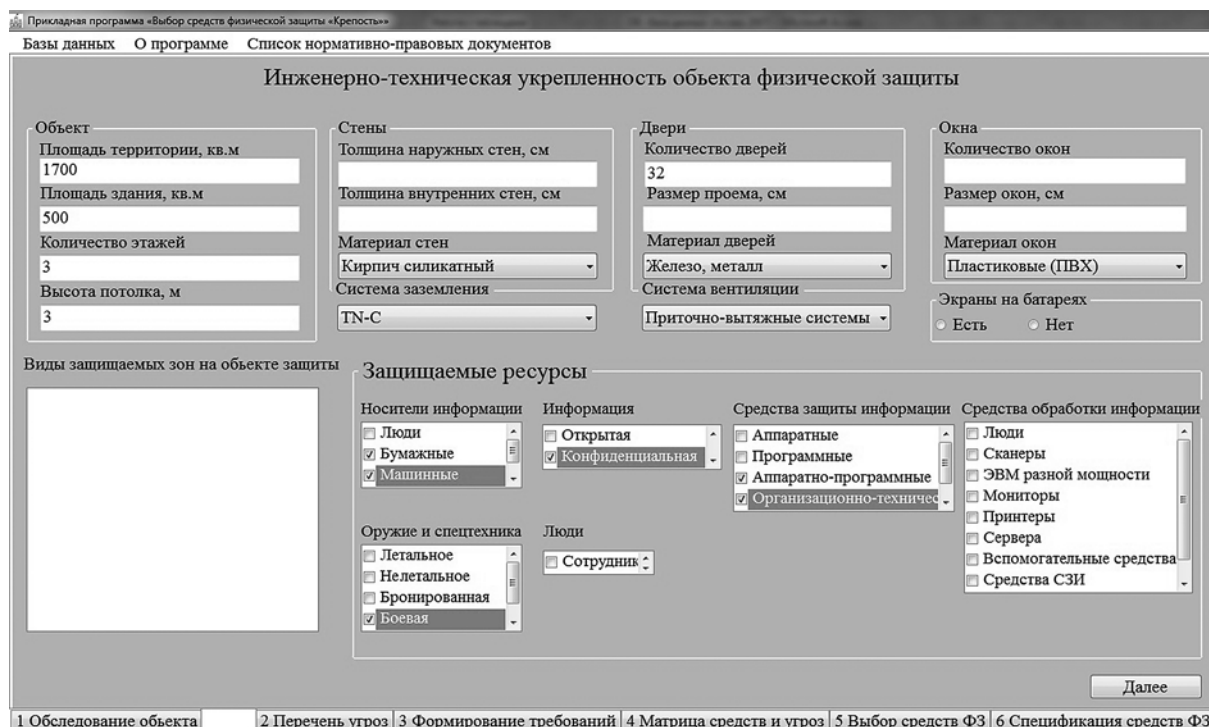 Прикладная программа «Выбор средств физической защиты «Крепость»»
Базы данных О программе Список нормативно-правовых документов
Инженерно-техническая укрепленность обьекта физической защиты
Обьект
Площадь территории, кв.м
1700
Площадь здания, кв.м
500
Количество этажей
3
Высота потолка, м
3
Стены
Толщина наружных стен, см
Толщина внутренних стен, см
Материал стен
Кирпич силикатный
Система заземления
TN-C
Двери
Количество дверей
32
Размер проема, см
Материал дверей
Железо, металл
Система вентиляции
Приточно-вытяжные системы
Окна
Количество окон
Размер окон, см
Материал окон
Пластиковые (ПВХ)
Экраны на батареях
Есть Нет
Виды защищаемых зон на обьекте защиты
Защищаемые ресурсы
Носители информации
Люди
Бумажные
Машинные
Информация
Открытая
Конфиденциальная
Средства защиты информации
Аппаратные
Программные
Аппаратно-программные
Организационно-техничес
Средства обработки информации
Люди
Сканеры
ЭВМ разной мощности
Мониторы
Принтеры
Сервера
Вспомогательные средства
Средства СЗИ
Оружие и спецтехника
Летальное
Нелетальное
Бронированная
Боевая
Люди
Сотрудник
Далее
1 Обследование обьекта 2 Перечень угроз 3 Формирование требований 4 Матрица средств и угроз 5 Выбор средств ФЗ 6 Спецификация средств ФЗ